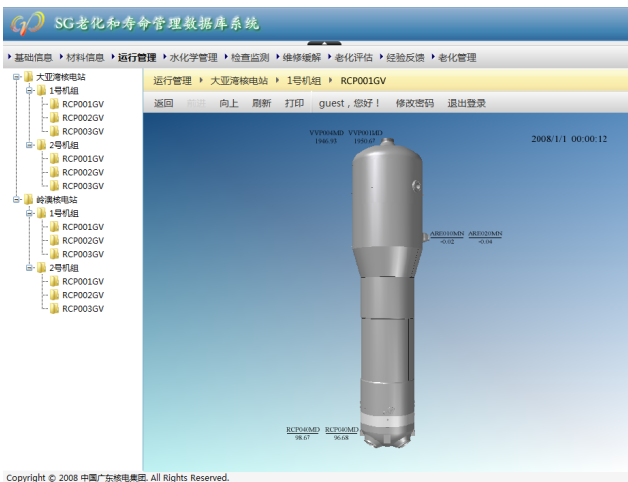 SG老化和寿命管理数据库系统
基础信息 材料信息 运行管理 水化学管理 检查监测 维修缓解 老化评估 经验反馈 老化管理
大亚湾核电站
1号机组
RCP001GV
RCP002GV
RCP003GV
2号机组
RCP001GV
RCP002GV
RCP003GV
岭澳核电站
1号机组
RCP001GV
RCP002GV
RCP003GV
2号机组
RCP001GV
RCP002GV
RCP003GV
运行管理 大亚湾核电站 1号机组 RCP001GV
返回 前进 向上 刷新 打印 guest，您好！ 修改密码 退出登录
2008/1/1 00:00:12
VVP004MD VVP001MD
1946.93 1950.67
ARE010MN ARE020MN
-0.02 -0.04
RCP040MD RCP040MD
98.67 96.68
Copyright © 2008 中国广东核电集团. All Rights Reserved.